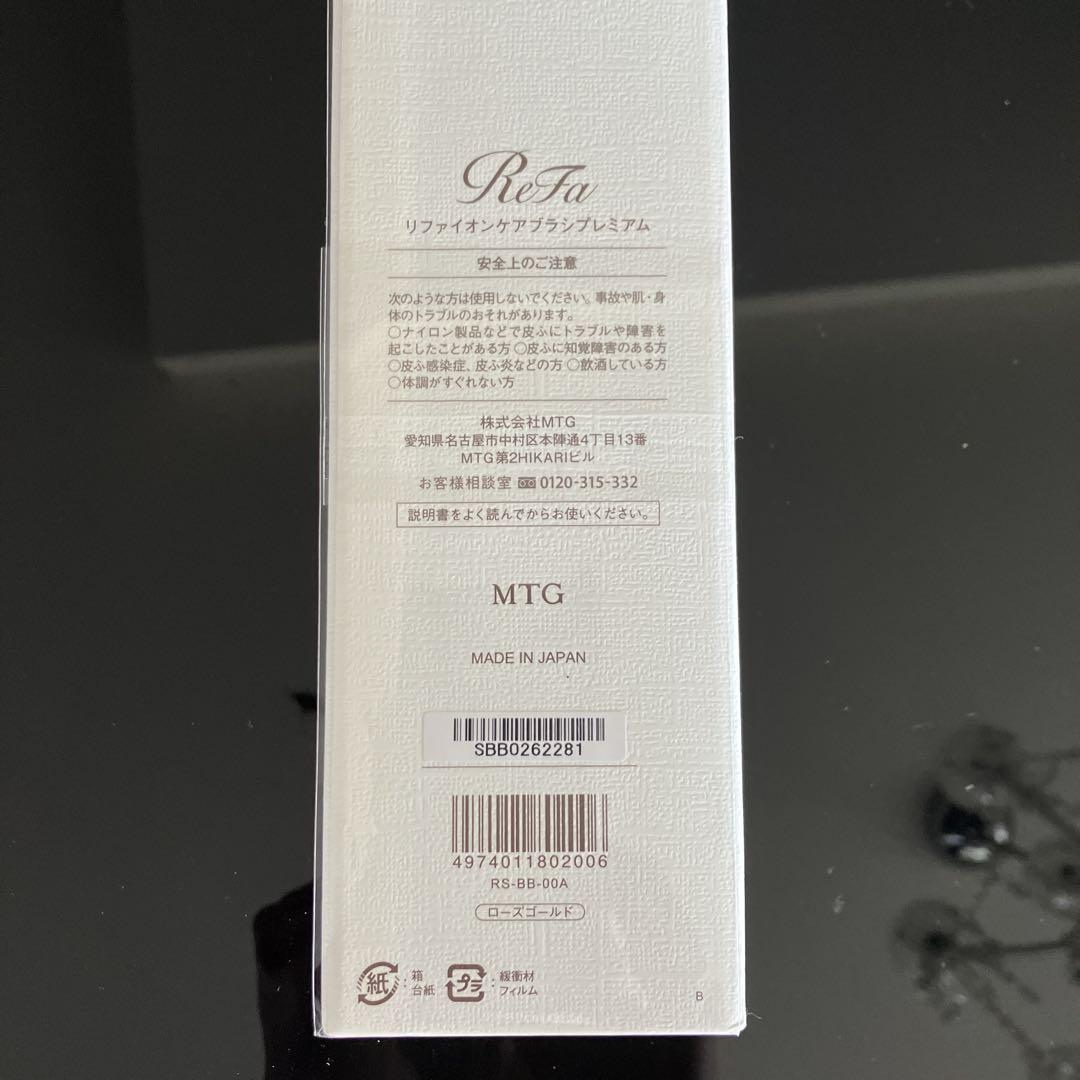 ReFa
リファイオンケアブラシプレミアム
安全上のご注意
次のような方は使用しないでください。事故や肌・身
体のトラブルのおそれがあります。
○ナイロン製品などで皮ふにトラブルや障害を
起こしたことがある方 ○皮ふに知覚障害のある方
○皮ふ感染症、皮ふ炎などの方 ○飲酒している方
○体調がすぐれない方
株式会社MTG
愛知県名古屋市中村区本陣通4丁目13番
MTG第2HIKARIビル
お客様相談室 0120-315-332
説明書をよく読んでからお使いください。
MTG
MADE IN JAPAN
SBB0262281
4974011802006
RS-BB-00A
ローズゴールド
紙 : 箱
台紙
プラ : 緩衝材
フィルム
B